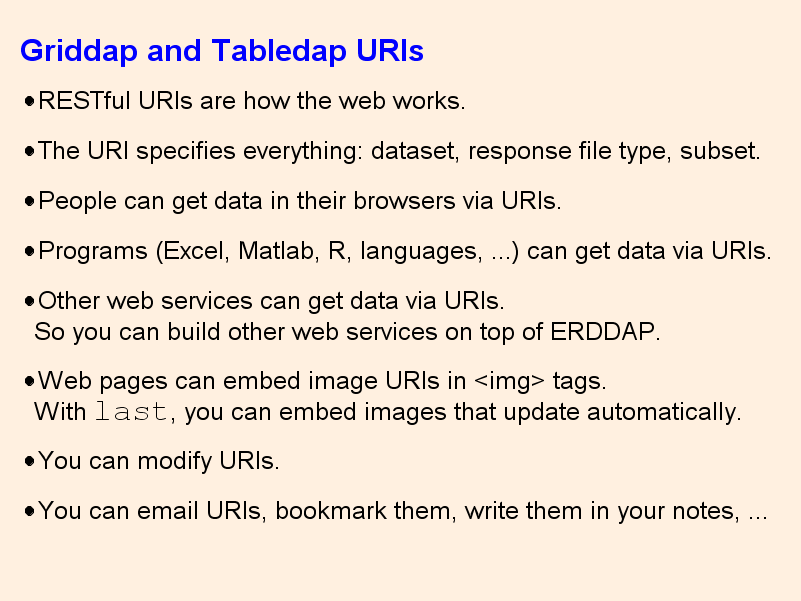 Griddap and Tabledap URIs
●RESTful URIs are how the web works.
●The URI specifies everything: dataset, response file type, subset.
●People can get data in their browsers via URIs.
●Programs (Excel, Matlab, R, languages, ...) can get data via URIs.
●Other web services can get data via URIs.
So you can build other web services on top of ERDDAP.
●Web pages can embed image URIs in <img> tags.
With last, you can embed images that update automatically.
●You can modify URIs.
●You can email URIs, bookmark them, write them in your notes, ...